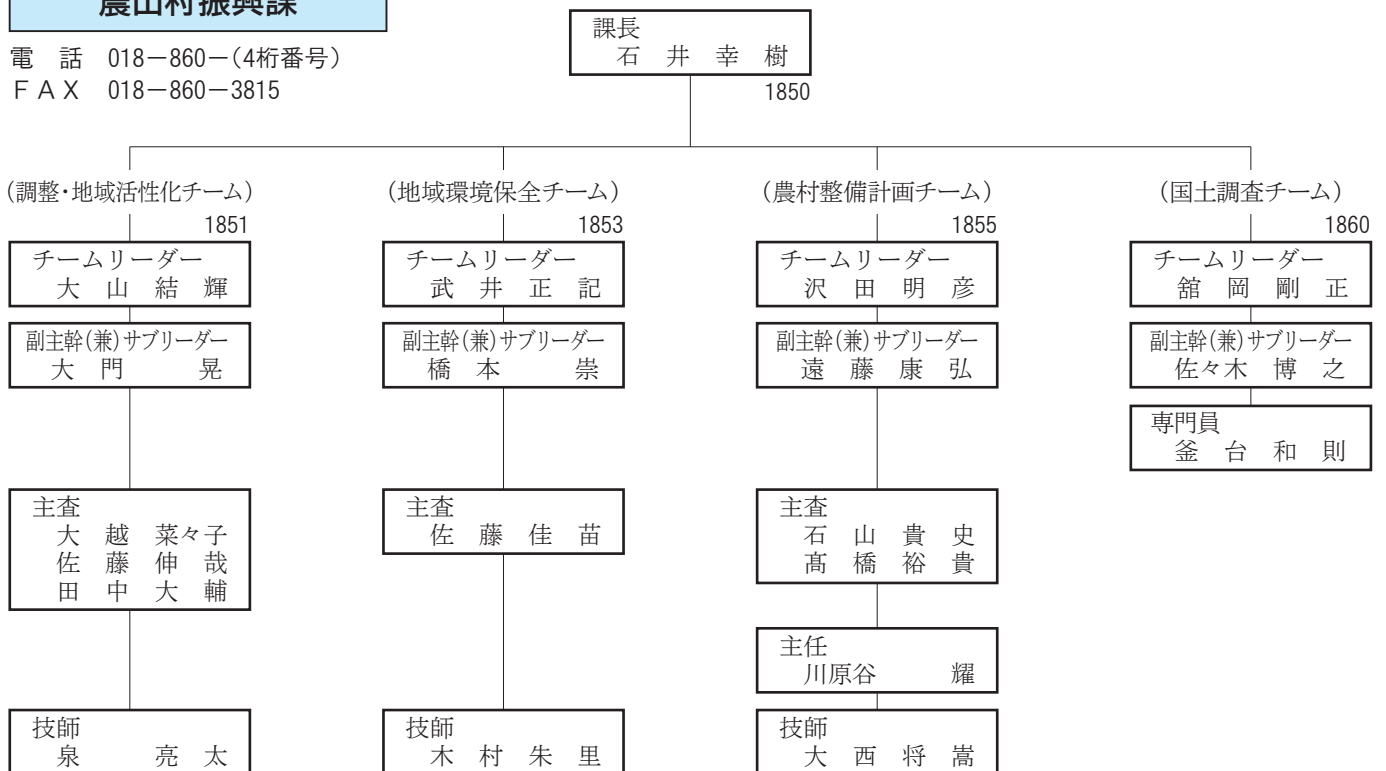 農山村振興課
電　話　018－860－(4桁番号)
ＦＡＸ　018－860－3815
課長
石　井　幸　樹
1850
(調整・地域活性化チーム)
1851
チームリーダー
大　山　結　輝
副主幹(兼)サブリーダー
大　門　　　晃
主査
大　越　菜々子
佐　藤　伸　哉
田　中　大　輔
技師
泉　　　亮　太
(地域環境保全チーム)
1853
チームリーダー
武　井　正　記
副主幹(兼)サブリーダー
橋　本　　　崇
主査
佐　藤　佳　苗
技師
木　村　朱　里
(農村整備計画チーム)
1855
チームリーダー
沢　田　明　彦
副主幹(兼)サブリーダー
遠　藤　康　弘
主査
石　山　貴　史
髙　橋　裕　貴
主任
川原谷　　　耀
技師
大　西　将　嵩
(国土調査チーム)
1860
チームリーダー
舘　岡　剛　正
副主幹(兼)サブリーダー
佐々木　博　之
専門員
釜　台　和　則